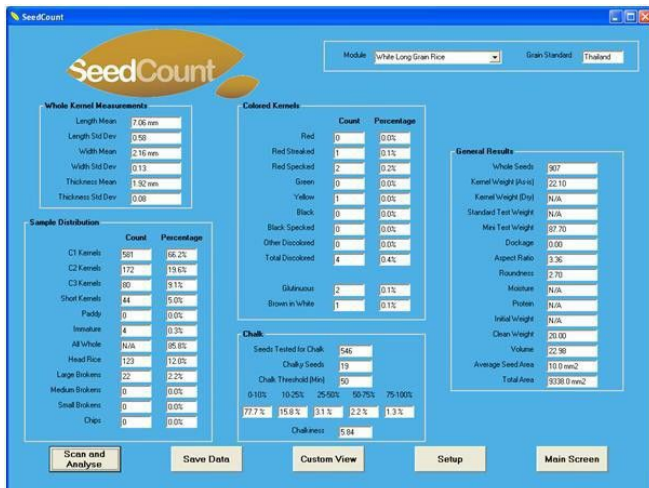 SeedCount
SeedCount
Module White Long Grain Rice Grain Standard Thailand
Whole Kernel Measurements
Length Mean 7.06 mm
Length Std Dev 0.58
Width Mean 2.16 mm
Width Std Dev 0.13
Thickness Mean 1.92 mm
Thickness Std Dev 0.08
Sample Distribution
Count Percentage
C1 Kernels 581 66.2%
C2 Kernels 172 19.6%
C3 Kernels 80 9.1%
Short Kernels 44 5.0%
Paddy 0 0.0%
Immature 4 0.3%
All Whole N/A 85.8%
Head Rice 123 12.0%
Large Brokens 22 2.2%
Medium Brokens 0 0.0%
Small Brokens 0 0.0%
Chips 0 0.0%
Colored Kernels
Count Percentage
Red 0 0.0%
Red Streaked 1 0.1%
Red Specked 2 0.2%
Green 0 0.0%
Yellow 1 0.0%
Black 0 0.0%
Black Specked 0 0.0%
Other Discolored 0 0.0%
Total Discolored 4 0.4%
Glutinous 2 0.1%
Brown in White 1 0.1%
Chalk
Seeds Tested for Chalk 546
Chalky Seeds 19
Chalk Threshold (Min) 50
0-10% 10-25% 25-50% 50-75% 75-100%
77.7 % 15.8 % 3.1 % 2.2 % 1.3 %
Chalkiness 5.84
General Results
Whole Seeds 907
Kernel Weight (As-is) 22.10
Kernel Weight (Dry) N/A
Standard Test Weight N/A
Mini Test Weight 87.70
Dockage 0.00
Aspect Ratio 3.36
Roundness 2.70
Moisture N/A
Protein N/A
Initial Weight N/A
Clean Weight 20.00
Volume 22.98
Average Seed Area 10.0 mm2
Total Area 9338.0 mm2
Scan and Analyse
Save Data
Custom View
Setup
Main Screen